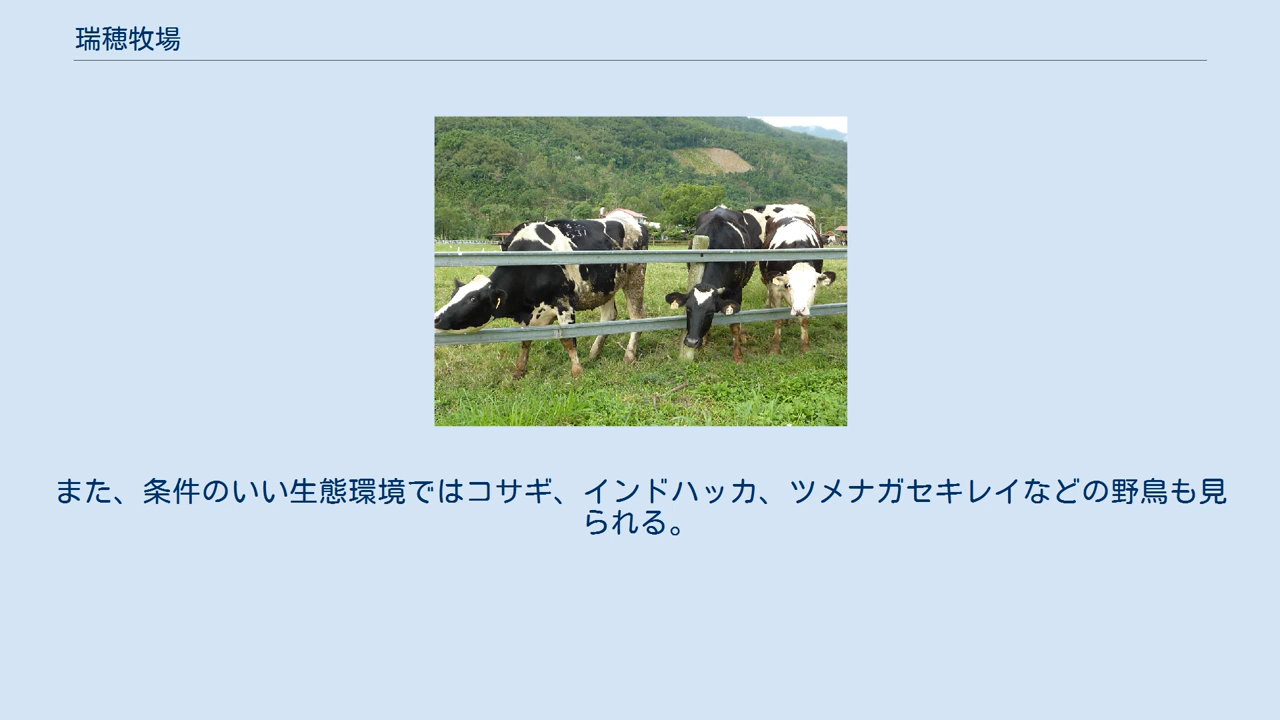 瑞穂牧場
また、条件のいい生態環境ではコサギ、インドハッカ、ツメナガセキレイなどの野鳥も見
られる。